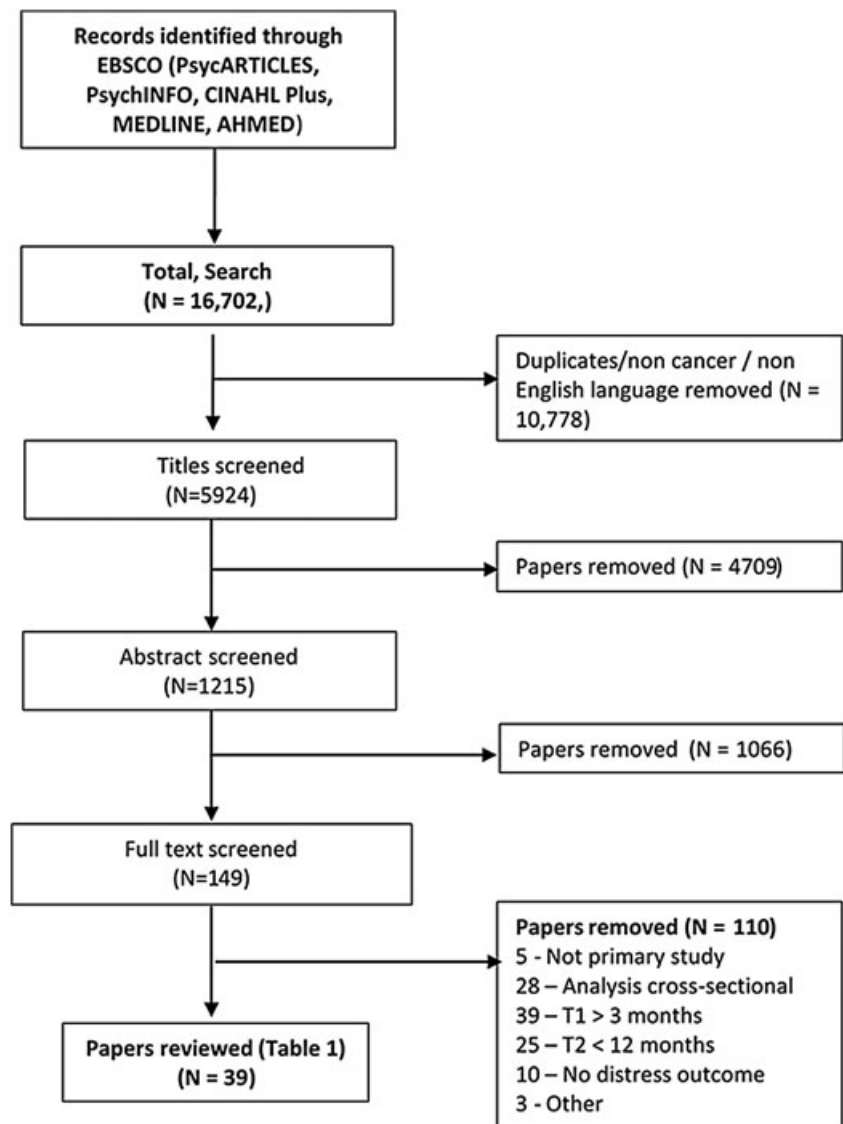 Records identified through
EBSCO (PsycARTICLES,
PsychINFO, CINAHL Plus,
MEDLINE, AHMED)
Total, Search
(N = 16,702,)
Duplicates/non cancer / non
English language removed (N =
10,778)
Titles screened
(N=5924)
Papers removed (N = 4709)
Abstract screened
(N=1215)
Papers removed (N = 1066)
Full text screened
(N=149)
Papers removed (N = 110)
5 - Not primary study
28 – Analysis cross-sectional
39 – T1 > 3 months
25 – T2 < 12 months
10 – No distress outcome
3 - Other
Papers reviewed (Table 1)
(N = 39)